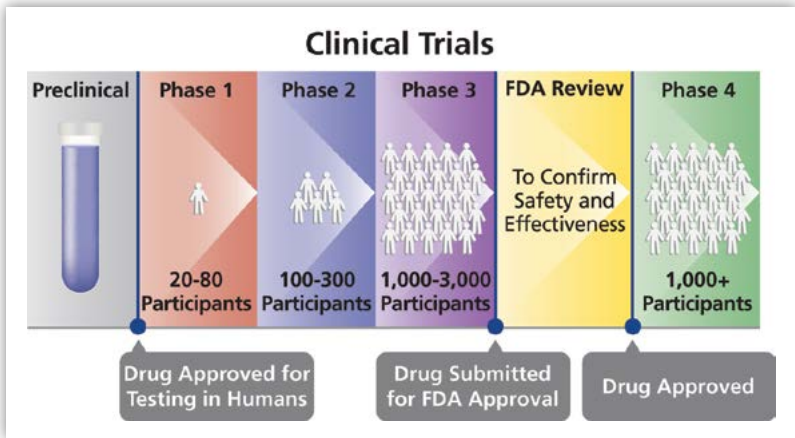 Clinical Trials
Preclinical
Phase 1
Phase 2
Phase 3
FDA Review
Phase 4
To Confirm
Safety and
Effectiveness
20-80
Participants
100-300
Participants
1,000-3,000
Participants
1,000+
Participants
Drug Approved for
Testing in Humans
Drug Submitted
for FDA Approval
Drug Approved